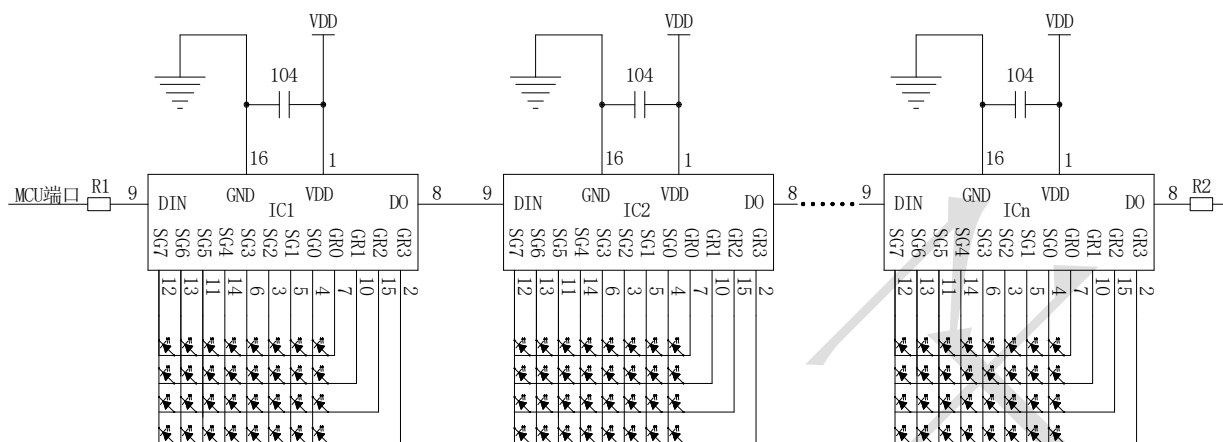 VDD
VDD
VDD
104
104
104
16
1
16
1
16
1
MCU端口
R1
9
8
9
8
9
8
R2
DIN
GND
VDD
DO
IC1
SG7
SG6
SG5
SG4
SG3
SG2
SG1
SG0
GR0
GR1
GR2
GR3
12
13
11
14
6
3
5
4
7
10
15
2
DIN
GND
VDD
DO
IC2
SG7
SG6
SG5
SG4
SG3
SG2
SG1
SG0
GR0
GR1
GR2
GR3
12
13
11
14
6
3
5
4
7
10
15
2
DIN
GND
VDD
DO
ICn
SG7
SG6
SG5
SG4
SG3
SG2
SG1
SG0
GR0
GR1
GR2
GR3
12
13
11
14
6
3
5
4
7
10
15
2